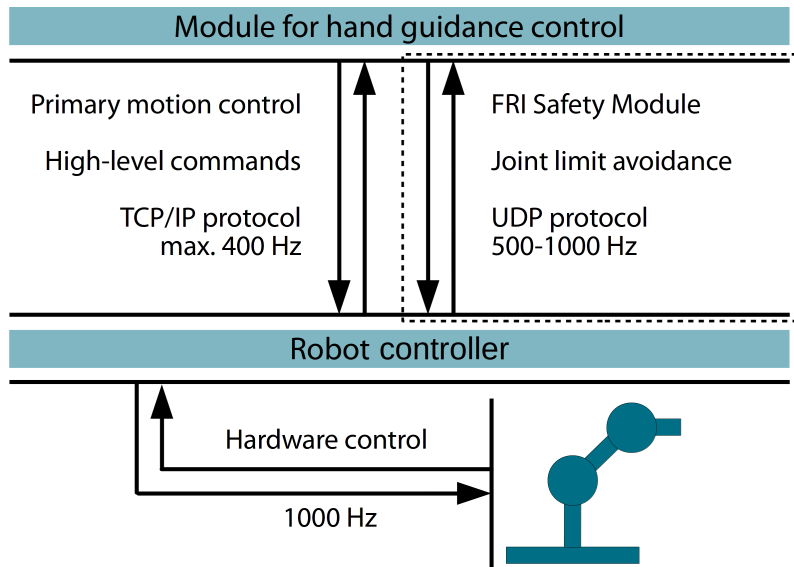 Module for hand guidance control
Primary motion control
High-level commands
TCP/IP protocol
max. 400 Hz
FRI Safety Module
Joint limit avoidance
UDP protocol
500-1000 Hz
Robot controller
Hardware control
1000 Hz